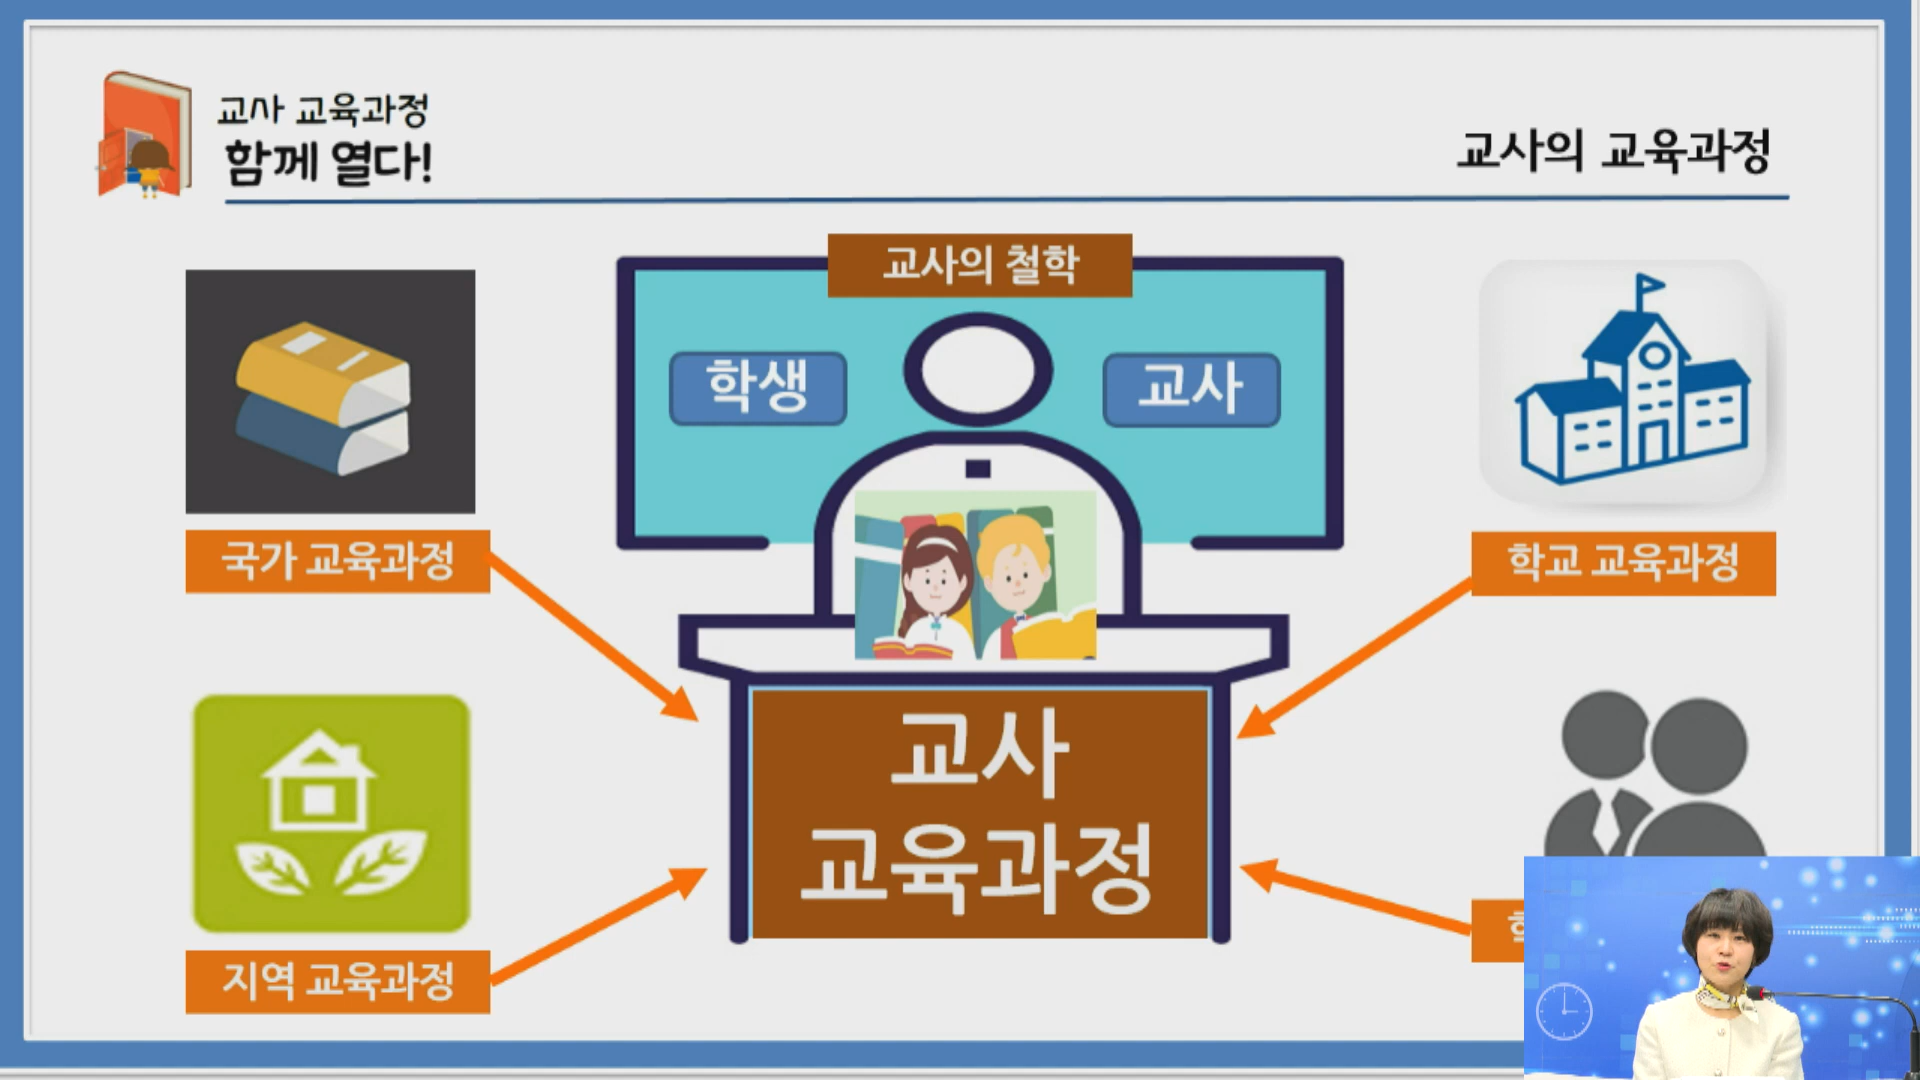 교사 교육과정
함께 열다!
교사의 교육과정
교사의 철학
학생
교사
국가 교육과정
학교 교육과정
교사
교육과정
지역 교육과정